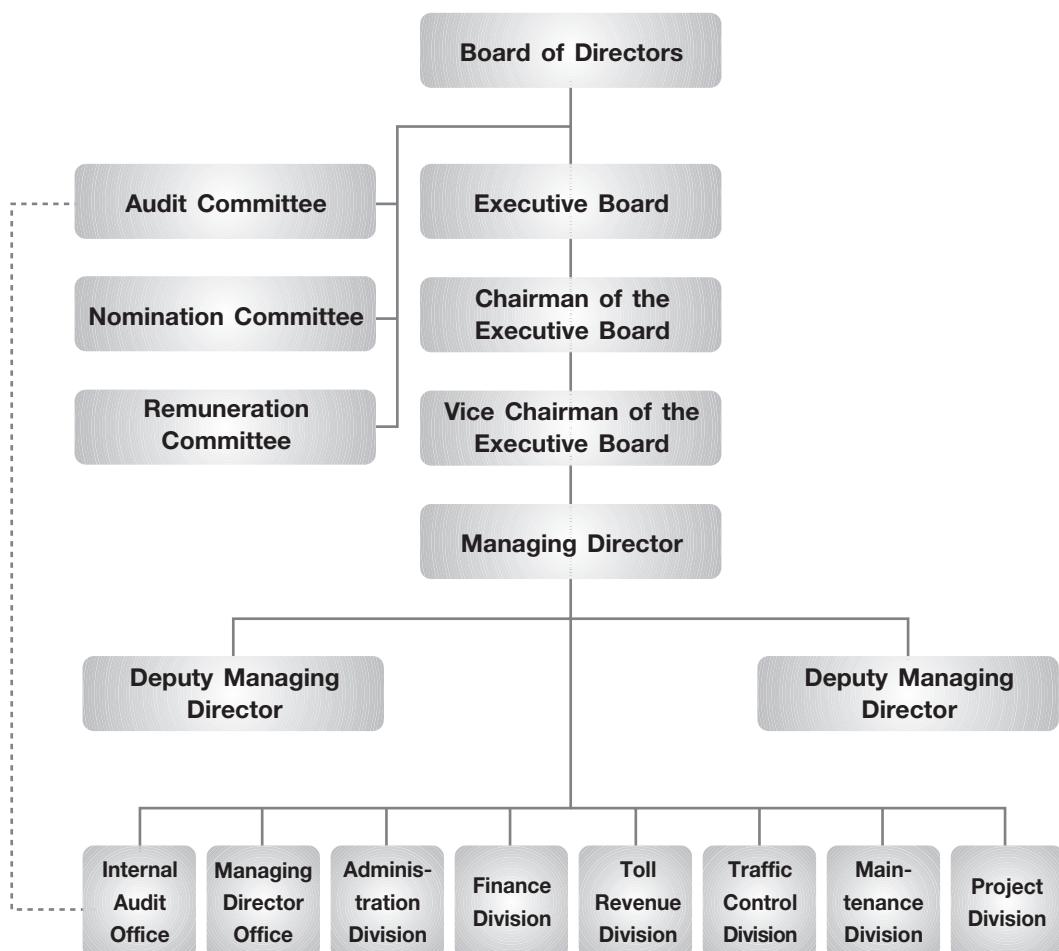 Board of Directors
Audit Committee
Executive Board
Nomination Committee
Chairman of the
Executive Board
Remuneration
Committee
Vice Chairman of the
Executive Board
Managing Director
Deputy Managing
Director
Deputy Managing
Director
Internal
Audit
Office
Managing
Director
Office
Adminis-
tration
Division
Finance
Division
Toll
Revenue
Division
Traffic
Control
Division
Main-
tenance
Division
Project
Division